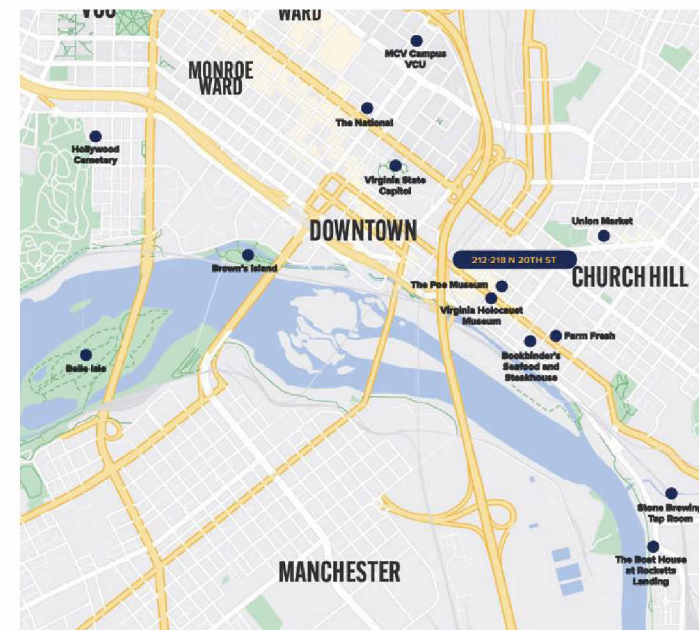 VCU
WARD
MCV Campus
VCU
MONROE
WARD
The National
Hollywood
Cemetery
Virginia State
Capitol
Union Market
DOWNTOWN
212-218 N 20TH ST
Brown's Island
CHURCH HILL
The Poe Museum
Virginia Holocaust
Museum
Farm Fresh
Bookbinder's
Seafood and
Steakhouse
Belle Isle
Stone Brewing
Tap Room
The Boat House
at Rocketts
Landing
MANCHESTER